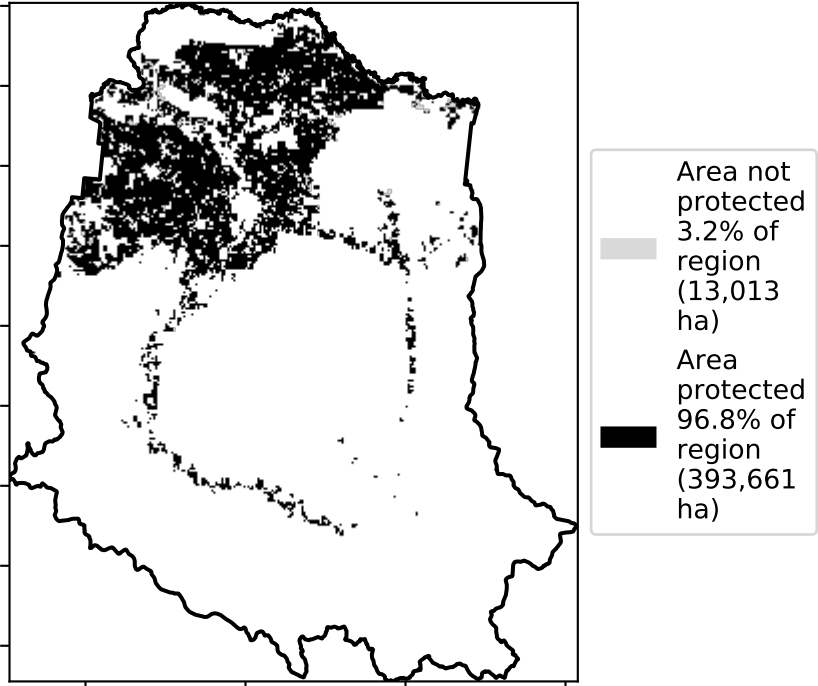 Area not
protected
3.2% of
region
(13,013
ha)
Area
protected
96.8% of
region
(393,661
ha)